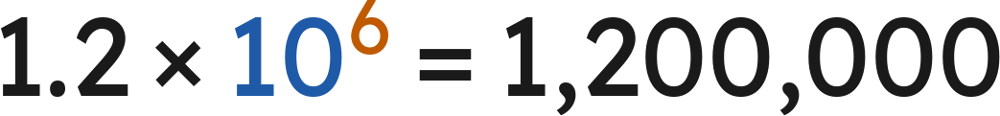 1.2 × 10⁶ = 1,200,000